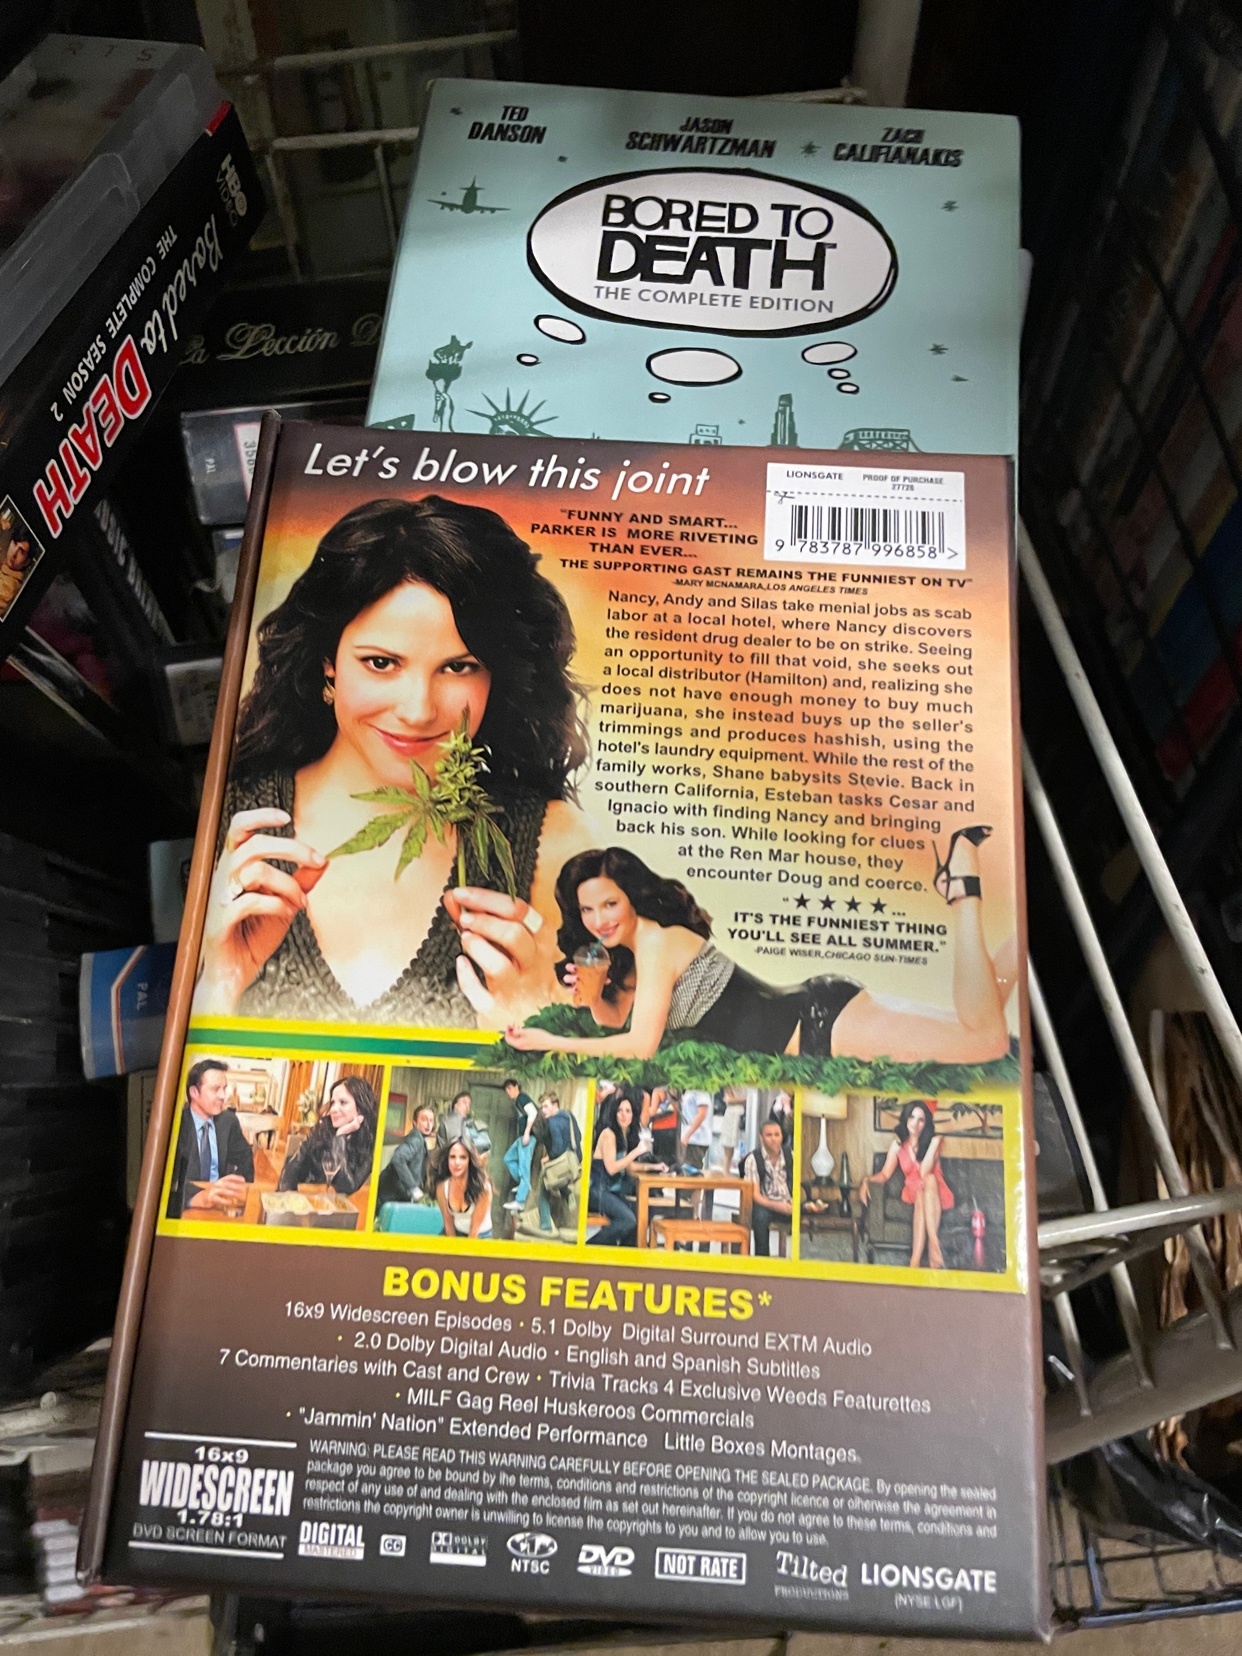 TED
DANSON
JASON
SCHWARTZMAN
ZACH
GALIFIANAKIS
BORED TO
DEATH
THE COMPLETE EDITION
HBO
VIDEO
Bored to DEATH
THE COMPLETE SEASON 2
La Lección
PAL
PAL
Let's blow this joint
LIONSGATE PROOF OF PURCHASE
27726
9 783787 996858 >
"FUNNY AND SMART...
PARKER IS MORE RIVETING
THAN EVER...
THE SUPPORTING GAST REMAINS THE FUNNIEST ON TV"
-MARY MCNAMARA,LOS ANGELES TIMES
Nancy, Andy and Silas take menial jobs as scab
labor at a local hotel, where Nancy discovers
the resident drug dealer to be on strike. Seeing
an opportunity to fill that void, she seeks out
a local distributor (Hamilton) and, realizing she
does not have enough money to buy much
marijuana, she instead buys up the seller's
trimmings and produces hashish, using the
hotel's laundry equipment. While the rest of the
family works, Shane babysits Stevie. Back in
southern California, Esteban tasks Cesar and
Ignacio with finding Nancy and bringing
back his son. While looking for clues
at the Ren Mar house, they
encounter Doug and coerce.
"★★★★...
IT'S THE FUNNIEST THING
YOU'LL SEE ALL SUMMER."
-PAIGE WISER,CHICAGO SUN-TIMES
BONUS FEATURES*
16x9 Widescreen Episodes • 5.1 Dolby Digital Surround EXTM Audio
• 2.0 Dolby Digital Audio • English and Spanish Subtitles
7 Commentaries with Cast and Crew • Trivia Tracks 4 Exclusive Weeds Featurettes
• MILF Gag Reel Huskeroos Commercials
• "Jammin' Nation" Extended Performance Little Boxes Montages
WARNING: PLEASE READ THIS WARNING CAREFULLY BEFORE OPENING THE SEALED PACKAGE. By opening the sealed
package you agree to be bound by the terms, conditions and restrictions of the copyright licence or otherwise the agreement in
respect of any use of and dealing with the enclosed film as set out hereinafter. If you do not agree to these terms, conditions and
restrictions the copyright owner is unwilling to license the copyrights to you and to allow you to use.
16x9
WIDESCREEN
1.78:1
DVD SCREEN FORMAT
DIGITAL
MASTERED
CC
DOLBY
DIGITAL
NTSC
DVD
VIDEO
NOT RATE
Tilted
PRODUCTIONS
LIONSGATE
(NYSE:LGF)